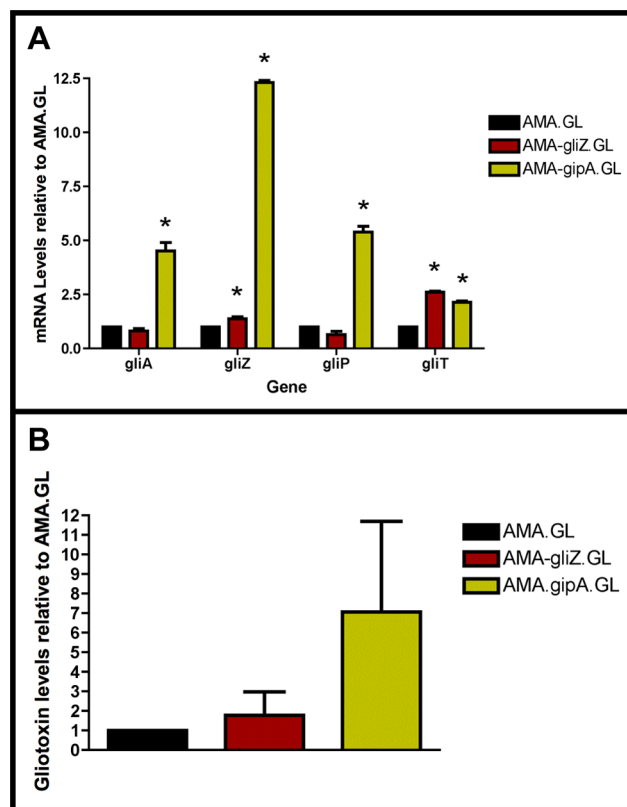 A
mRNA Levels relative to AMA.GL
12.5
10.0
7.5
5.0
2.5
0.0
* * * * * *
gliA gliZ gliP gliT
Gene
AMA.GL
AMA-gliZ.GL
AMA-gipA.GL
B
Gliotoxin levels relative to AMA.GL
12
11
10
9
8
7
6
5
4
3
2
1
0
AMA.GL
AMA-gliZ.GL
AMA.gipA.GL